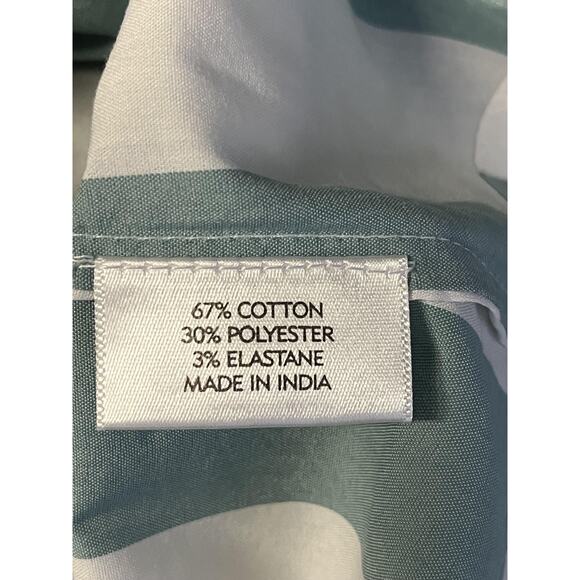 67% COTTON
30% POLYESTER
3% ELASTANE
MADE IN INDIA